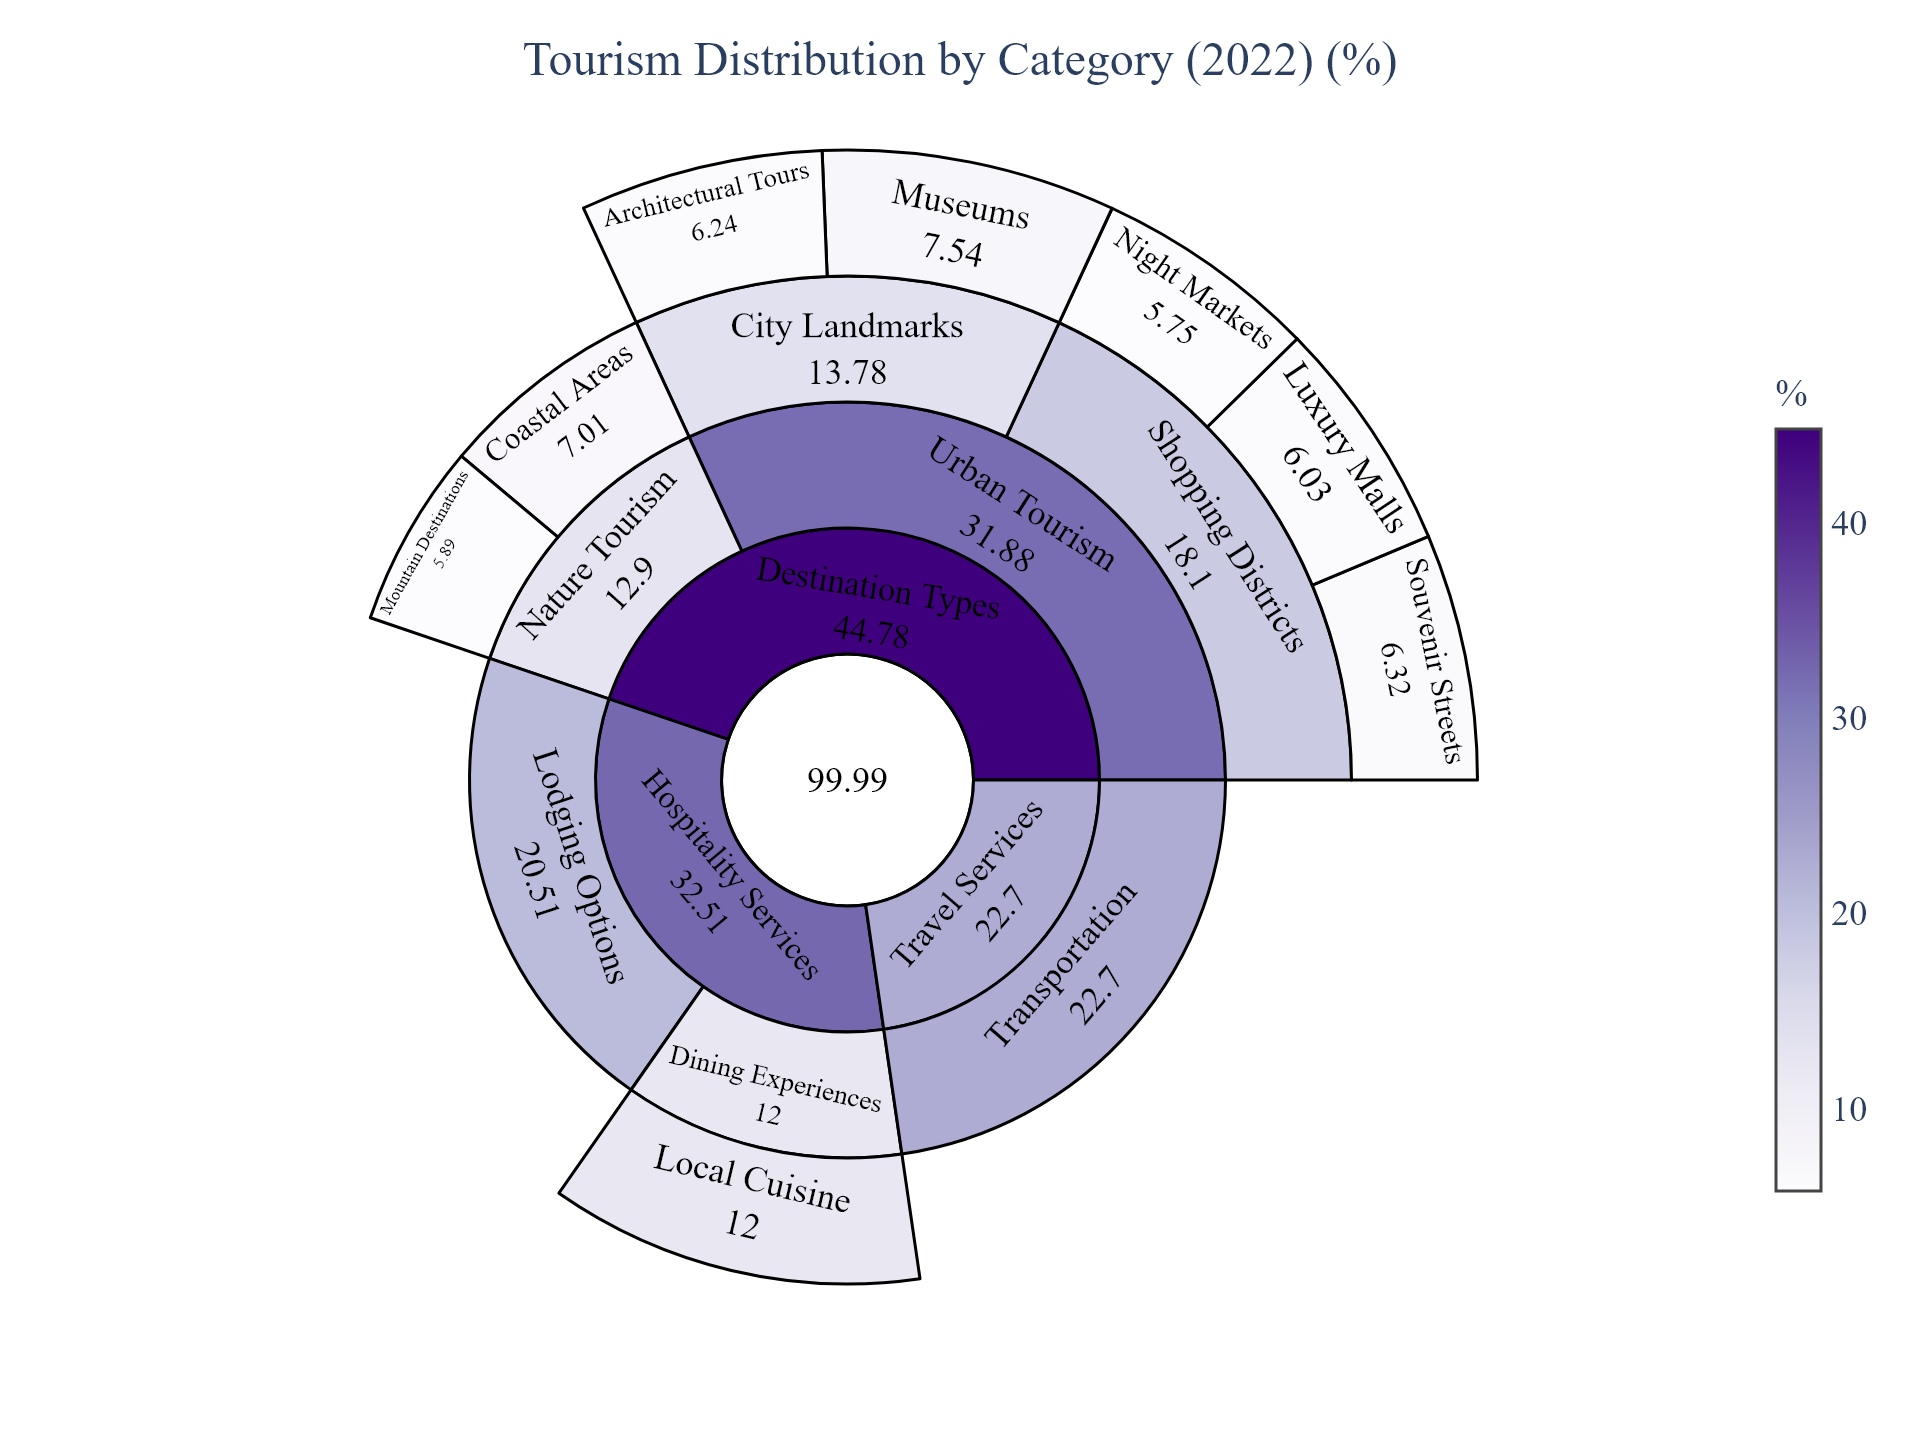 Tourism Distribution by Category (2022) (%)
Architectural Tours
6.24
Museums
7.54
Night Markets
5.75
Luxury Malls
6.03
Souvenir Streets
6.32
City Landmarks
13.78
Shopping Districts
18.1
Coastal Areas
7.01
Mountain Destinations
5.89
Nature Tourism
12.9
Urban Tourism
31.88
Destination Types
44.78
99.99
Hospitality Services
32.51
Lodging Options
20.51
Dining Experiences
12
Local Cuisine
12
Travel Services
22.7
Transportation
22.7
%
40
30
20
10